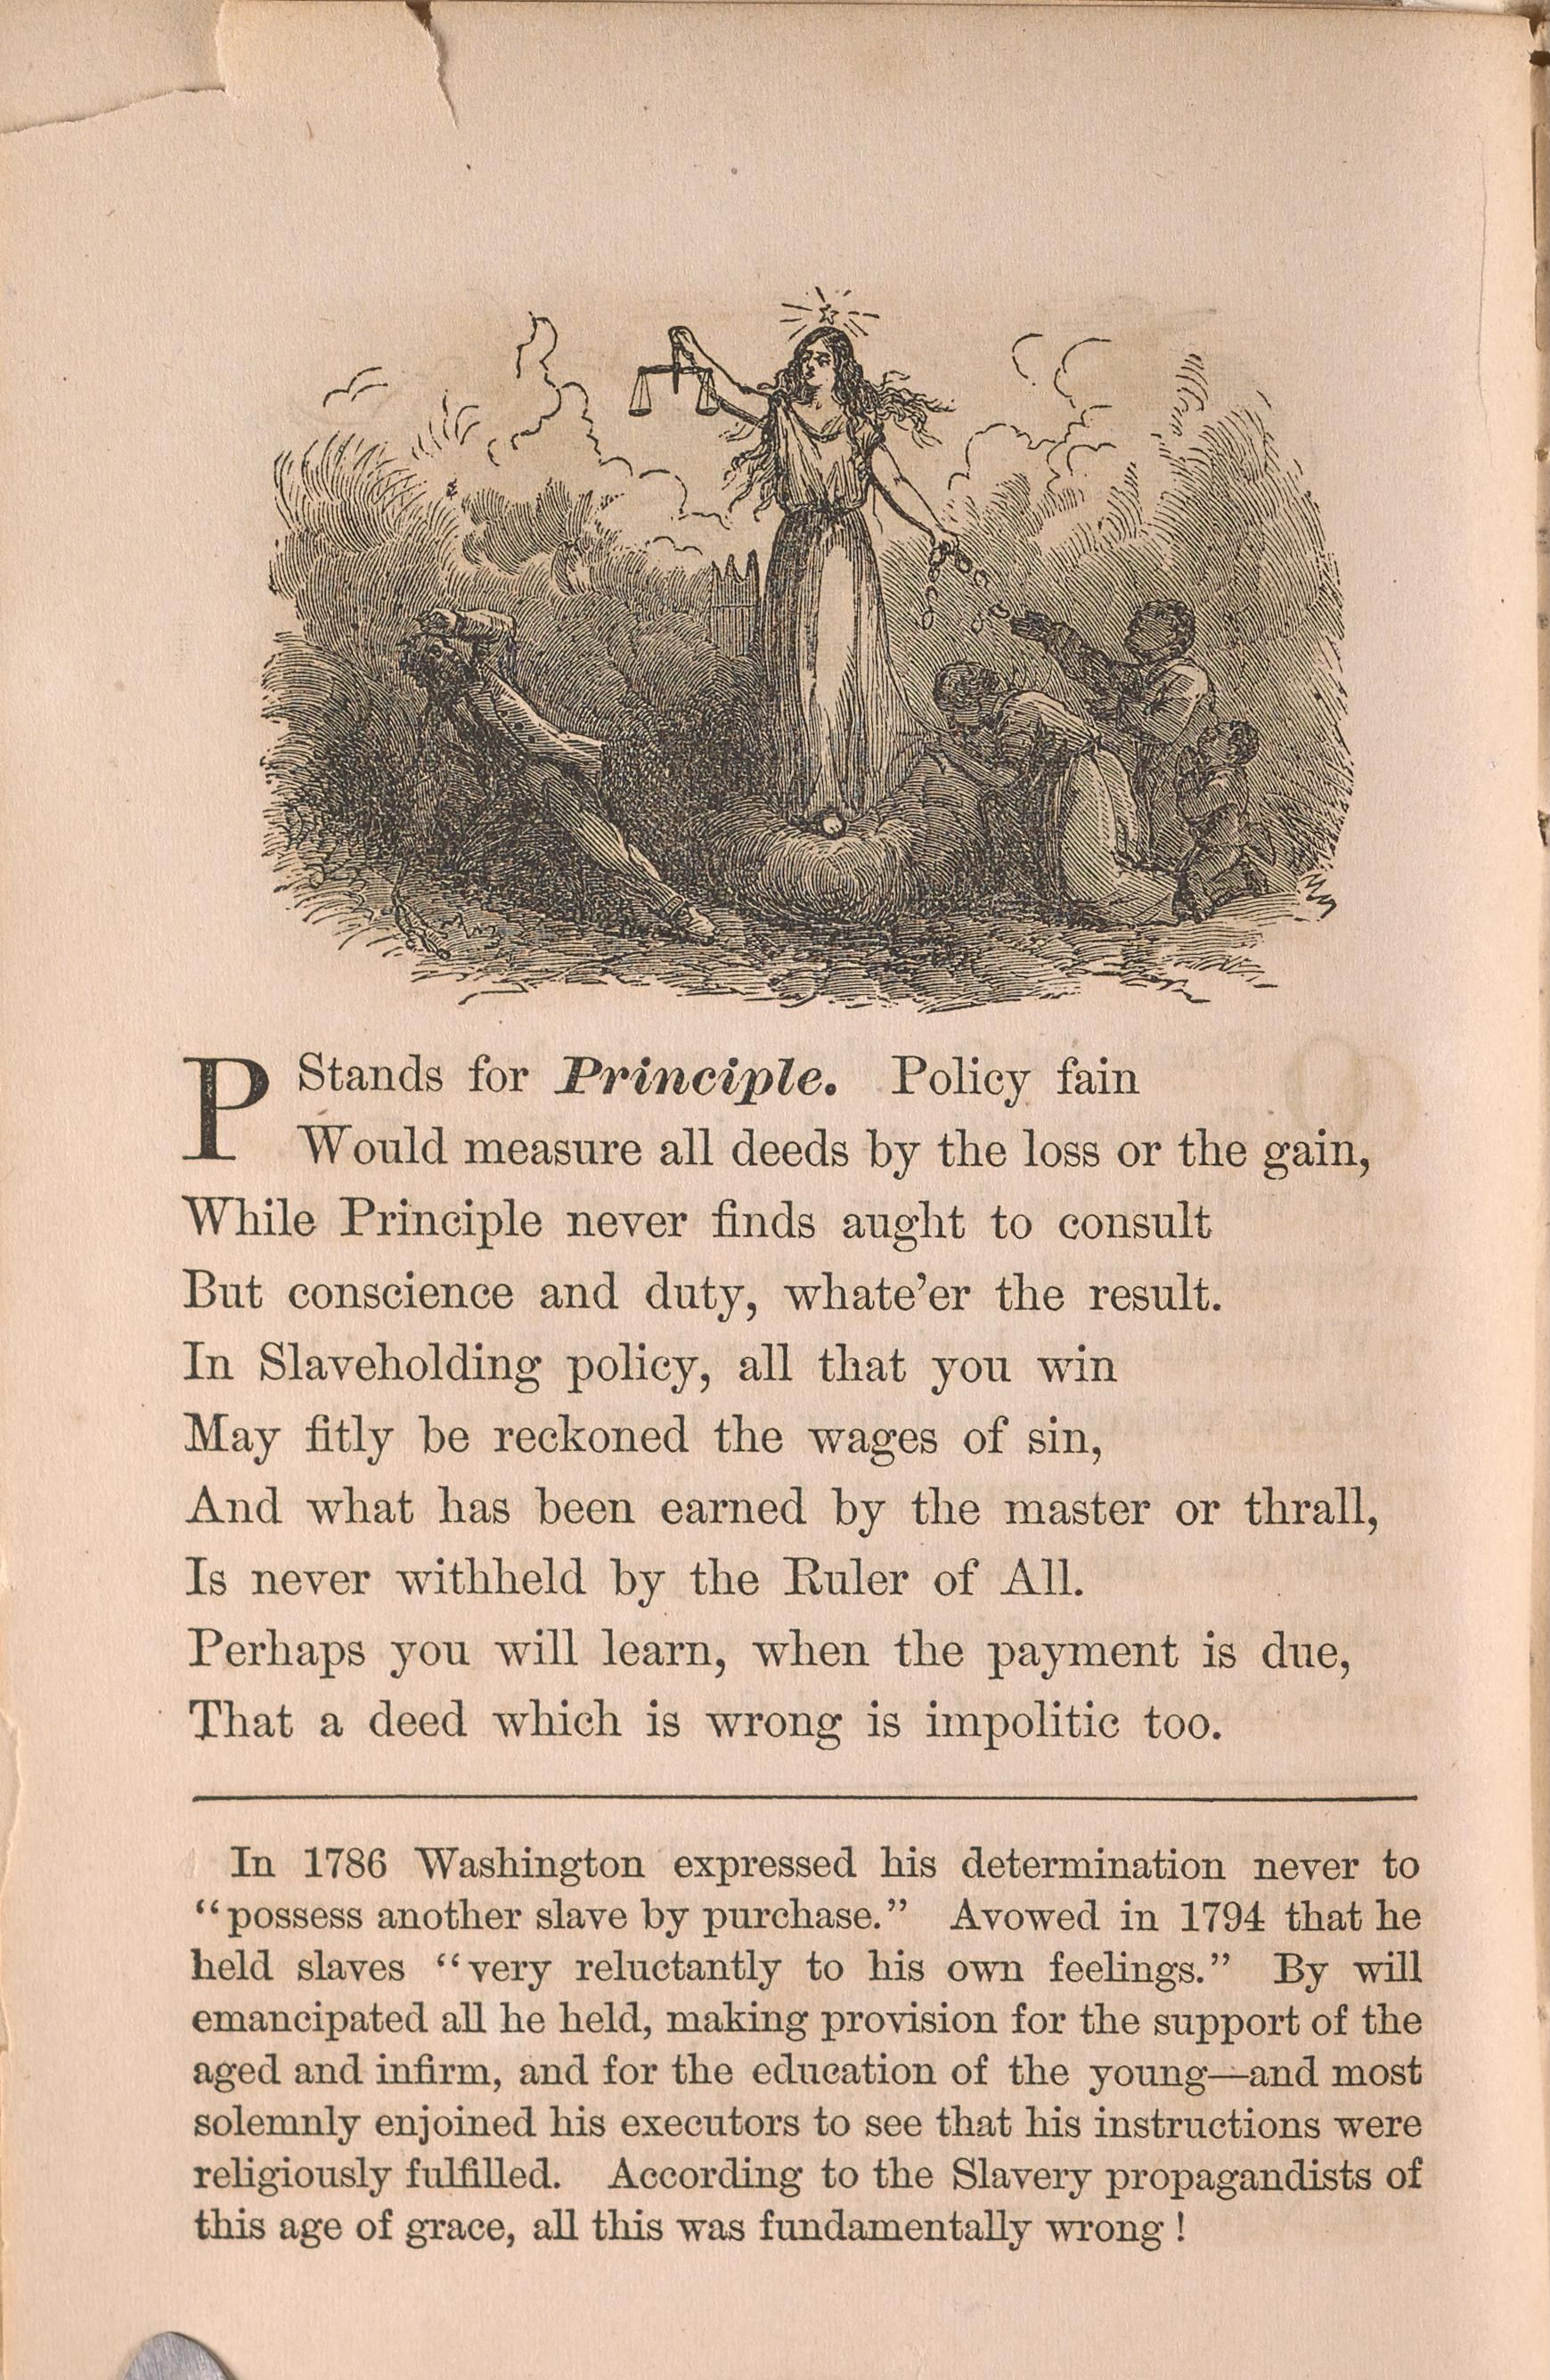 P Stands for Principle. Policy fain
Would measure all deeds by the loss or the gain,
While Principle never finds aught to consult
But conscience and duty, whate’er the result.
In Slaveholding policy, all that you win
May fitly be reckoned the wages of sin,
And what has been earned by the master or thrall,
Is never withheld by the Ruler of All.
Perhaps you will learn, when the payment is due,
That a deed which is wrong is impolitic too.
In 1786 Washington expressed his determination never to
“possess another slave by purchase.” Avowed in 1794 that he
held slaves “very reluctantly to his own feelings.” By will
emancipated all he held, making provision for the support of the
aged and infirm, and for the education of the young—and most
solemnly enjoined his executors to see that his instructions were
religiously fulfilled. According to the Slavery propagandists of
this age of grace, all this was fundamentally wrong !